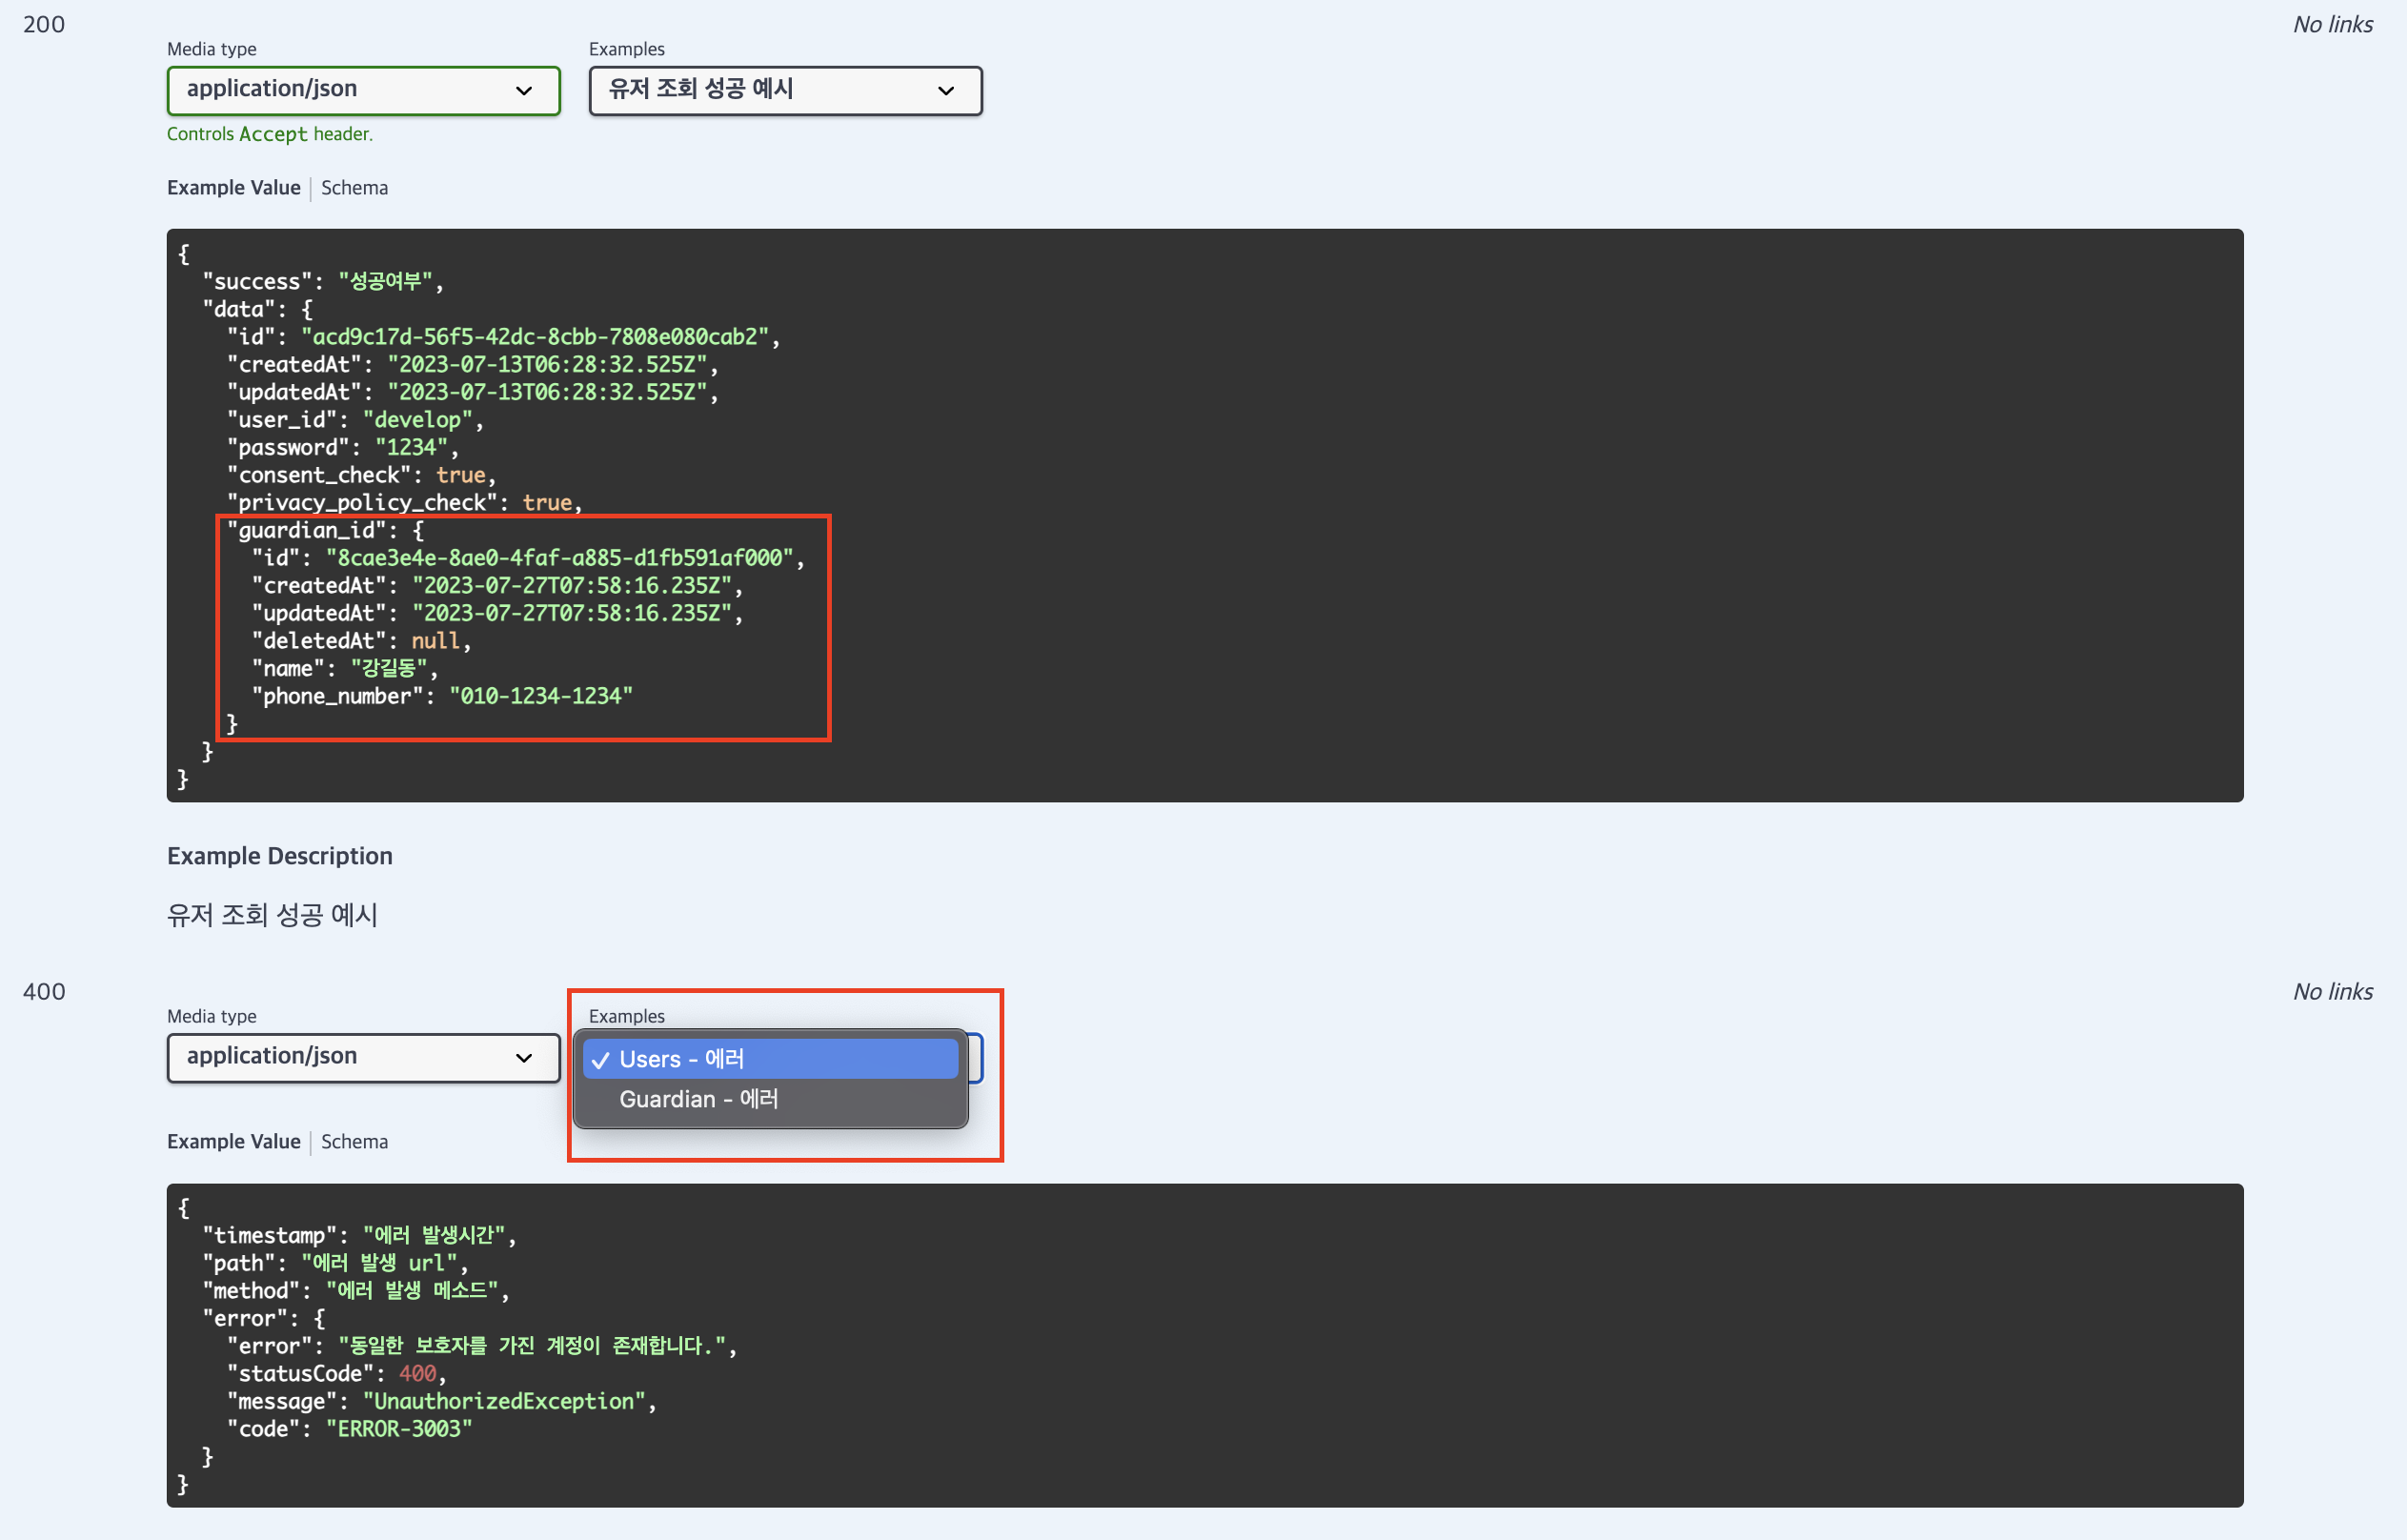 200
No links
Media type
Examples
application/json
유저 조회 성공 예시
Controls Accept header.
Example Value | Schema
{
  "success": "성공여부",
  "data": {
    "id": "acd9c17d-56f5-42dc-8cbb-7808e080cab2",
    "createdAt": "2023-07-13T06:28:32.525Z",
    "updatedAt": "2023-07-13T06:28:32.525Z",
    "user_id": "develop",
    "password": "1234",
    "consent_check": true,
    "privacy_policy_check": true,
    "guardian_id": {
      "id": "8cae3e4e-8ae0-4faf-a885-d1fb591af000",
      "createdAt": "2023-07-27T07:58:16.235Z",
      "updatedAt": "2023-07-27T07:58:16.235Z",
      "deletedAt": null,
      "name": "강길동",
      "phone_number": "010-1234-1234"
    }
  }
}
Example Description
유저 조회 성공 예시
400
No links
Media type
Examples
application/json
✓ Users - 에러
Guardian - 에러
Example Value | Schema
{
  "timestamp": "에러 발생시간",
  "path": "에러 발생 url",
  "method": "에러 발생 메소드",
  "error": {
    "error": "동일한 보호자를 가진 계정이 존재합니다.",
    "statusCode": 400,
    "message": "UnauthorizedException",
    "code": "ERROR-3003"
  }
}